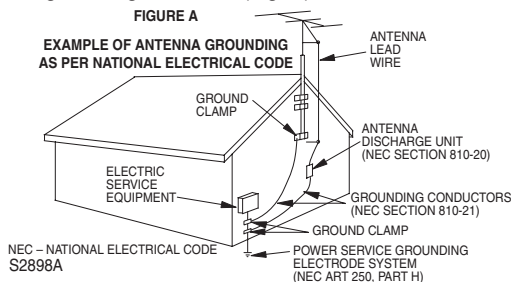 FIGURE A
EXAMPLE OF ANTENNA GROUNDING
AS PER NATIONAL ELECTRICAL CODE
ANTENNA
LEAD
WIRE
GROUND
CLAMP
ANTENNA
DISCHARGE UNIT
(NEC SECTION 810-20)
ELECTRIC
SERVICE
EQUIPMENT
GROUNDING CONDUCTORS
(NEC SECTION 810-21)
GROUND CLAMP
POWER SERVICE GROUNDING
ELECTRODE SYSTEM
(NEC ART 250, PART H)
NEC – NATIONAL ELECTRICAL CODE
S2898A